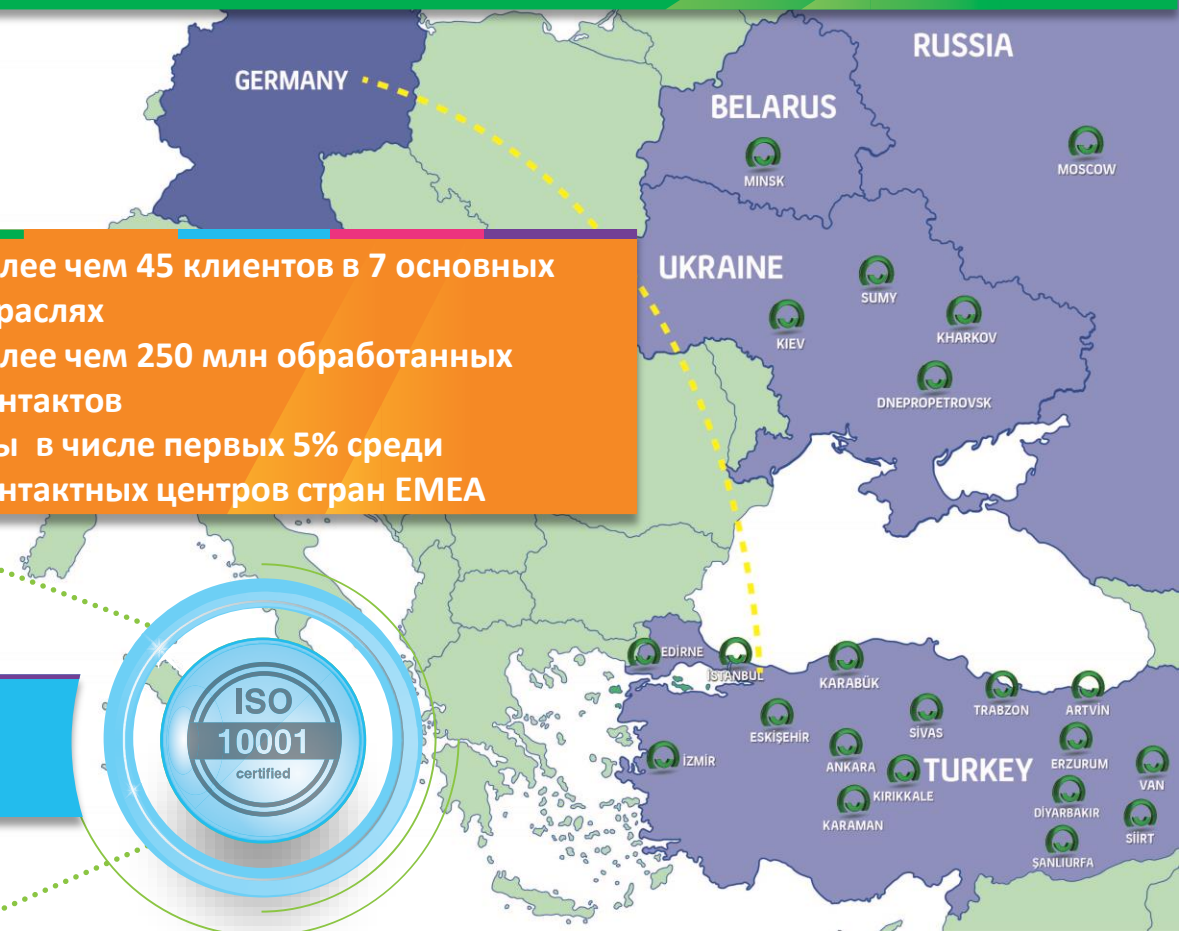 RUSSIA
GERMANY
BELARUS
MINSK
MOSCOW
лее чем 45 клиентов в 7 основных
раслях
лее чем 250 млн обработанных
нтактов
ы в числе первых 5% среди
нтактных центров стран EMEA
UKRAINE
SUMY
KIEV
KHARKOV
DNEPROPETROVSK
EDİRNE
İSTANBUL
KARABÜK
TRABZON
ARTVİN
ESKİŞEHİR
SİVAS
İZMİR
ANKARA
TURKEY
ERZURUM
KIRIKKALE
VAN
KARAMAN
DİYARBAKIR
SİİRT
ŞANLIURFA
ISO
10001
certified